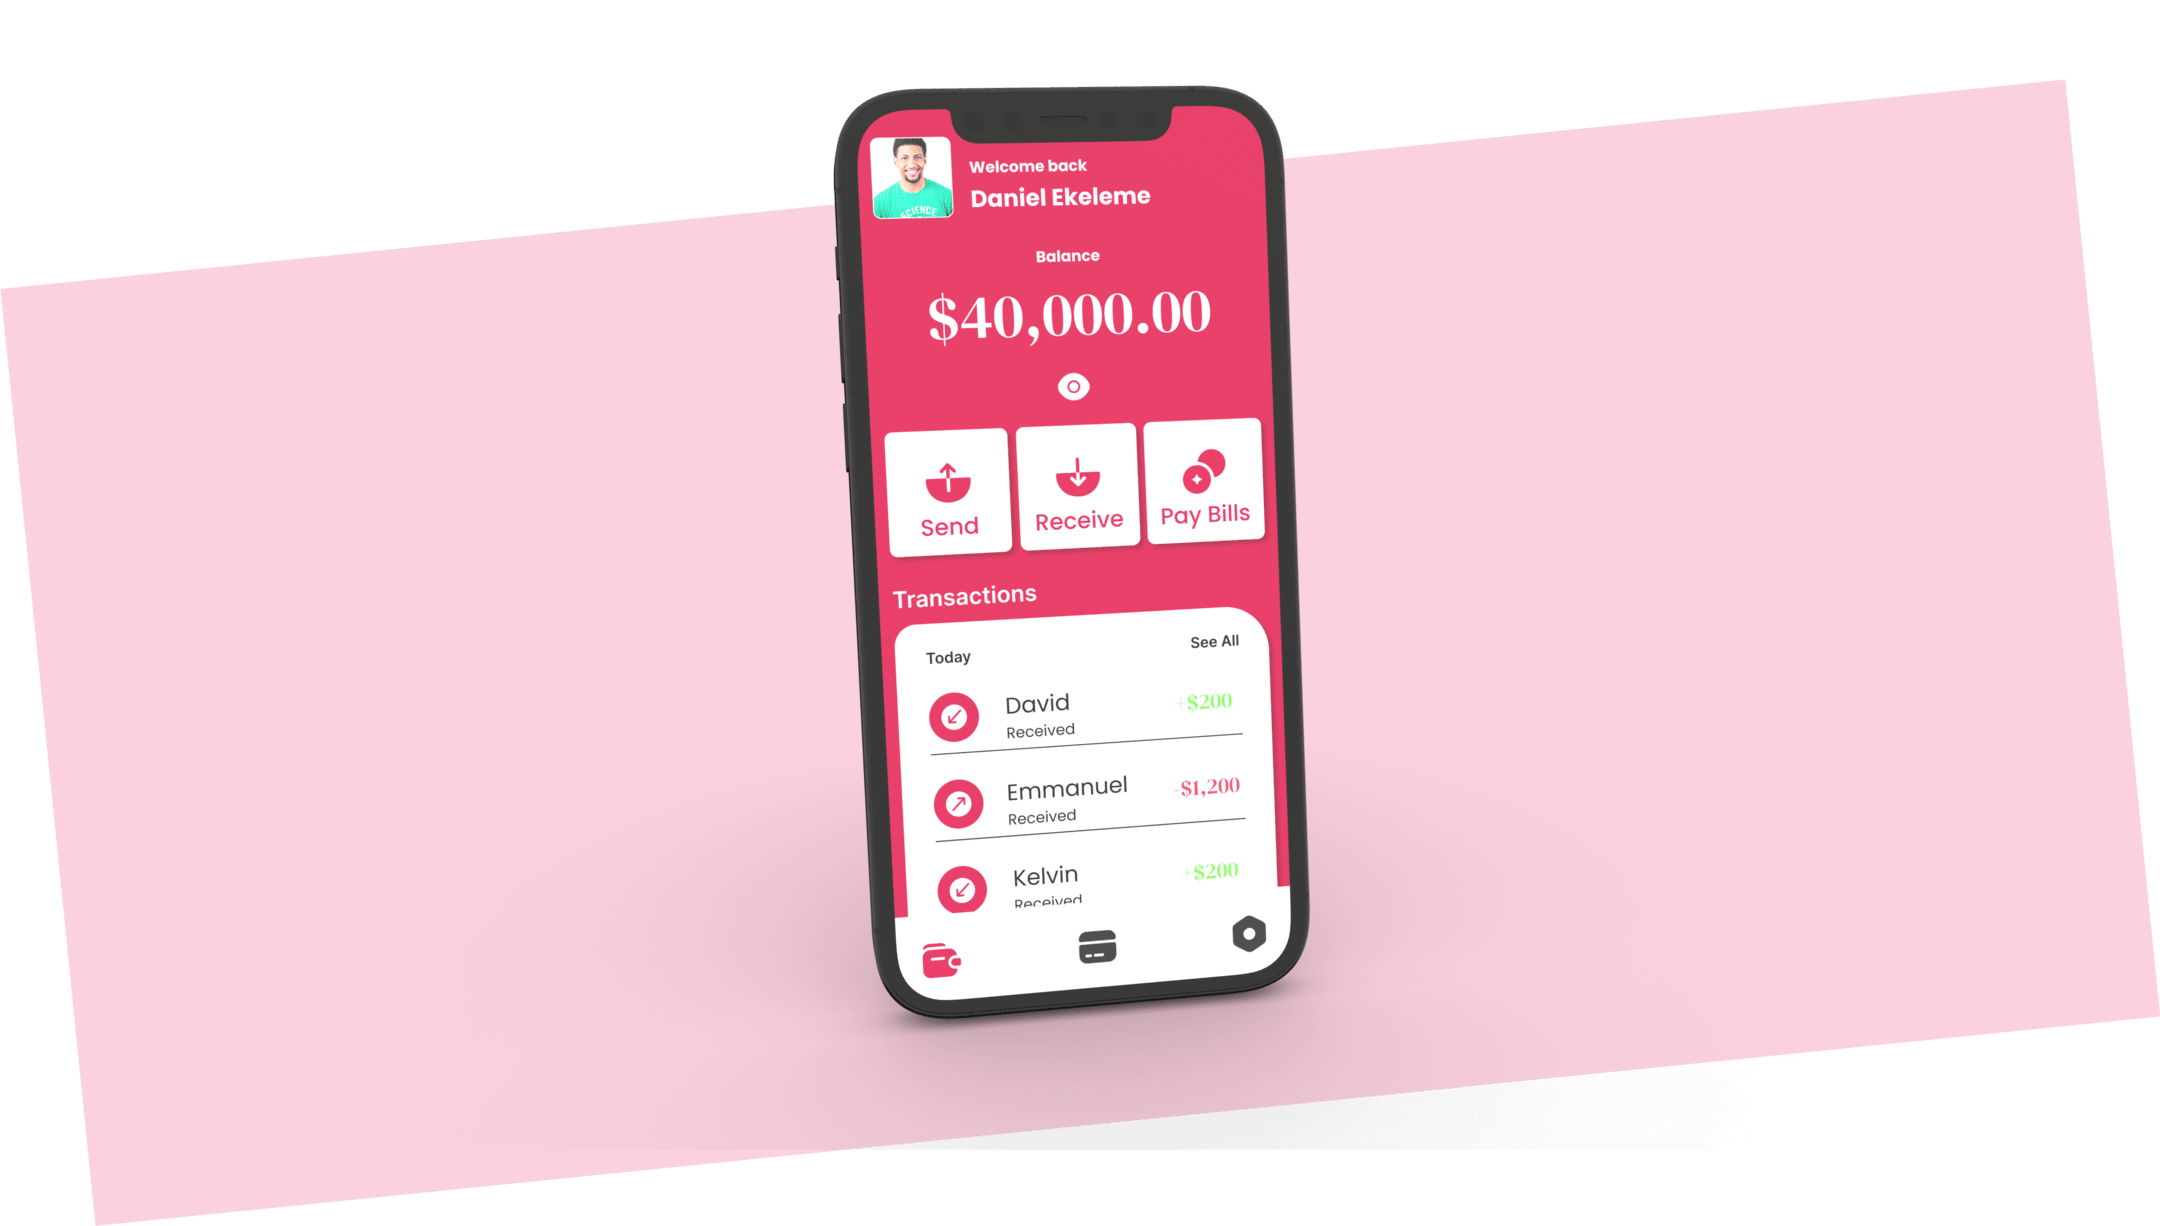 Welcome back
Daniel Ekeleme
SCIENCE
Balance
$40,000.00
Send
Receive
Pay Bills
Transactions
Today
See All
David
+$200
Received
Emmanuel
-$1,200
Received
Kelvin
+$200
Received